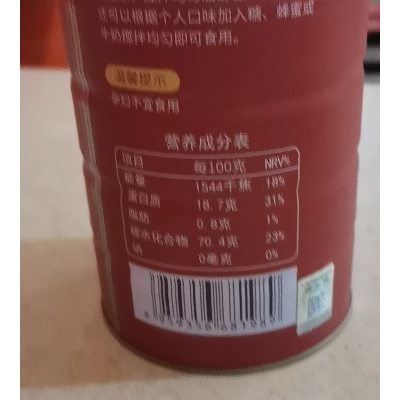 还可以根据个人口味加入糖、蜂蜜或
牛奶搅拌均匀即可食用。
温馨提示
孕妇不宜食用
营养成分表
项目 每100克 NRV%
能量 1544千焦 18%
蛋白质 18.7克 31%
脂肪 0.8克 1%
碳水化合物 70.4克 23%
钠 0毫克 0%